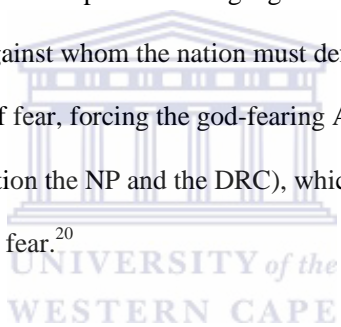 against whom the nation must de
f fear, forcing the god-fearing A
tion the NP and the DRC), whic
fear.20
UNIVERSITY of the
WESTERN CAPE